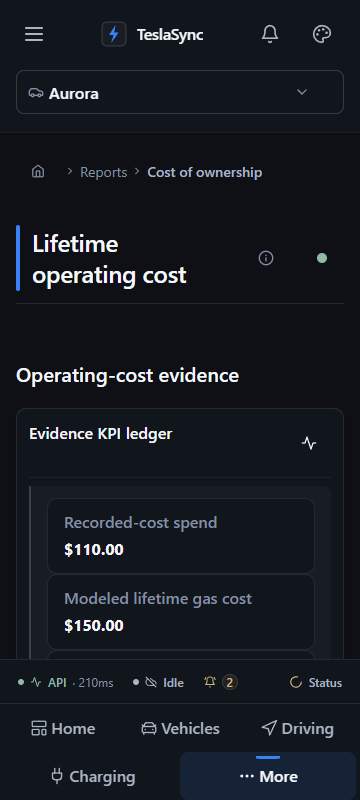 TeslaSync
Aurora
Reports
Cost of ownership
Lifetime
operating cost
Operating-cost evidence
Evidence KPI ledger
Recorded-cost spend
$110.00
Modeled lifetime gas cost
$150.00
API · 210ms
Idle
2
Status
Home
Vehicles
Driving
Charging
More